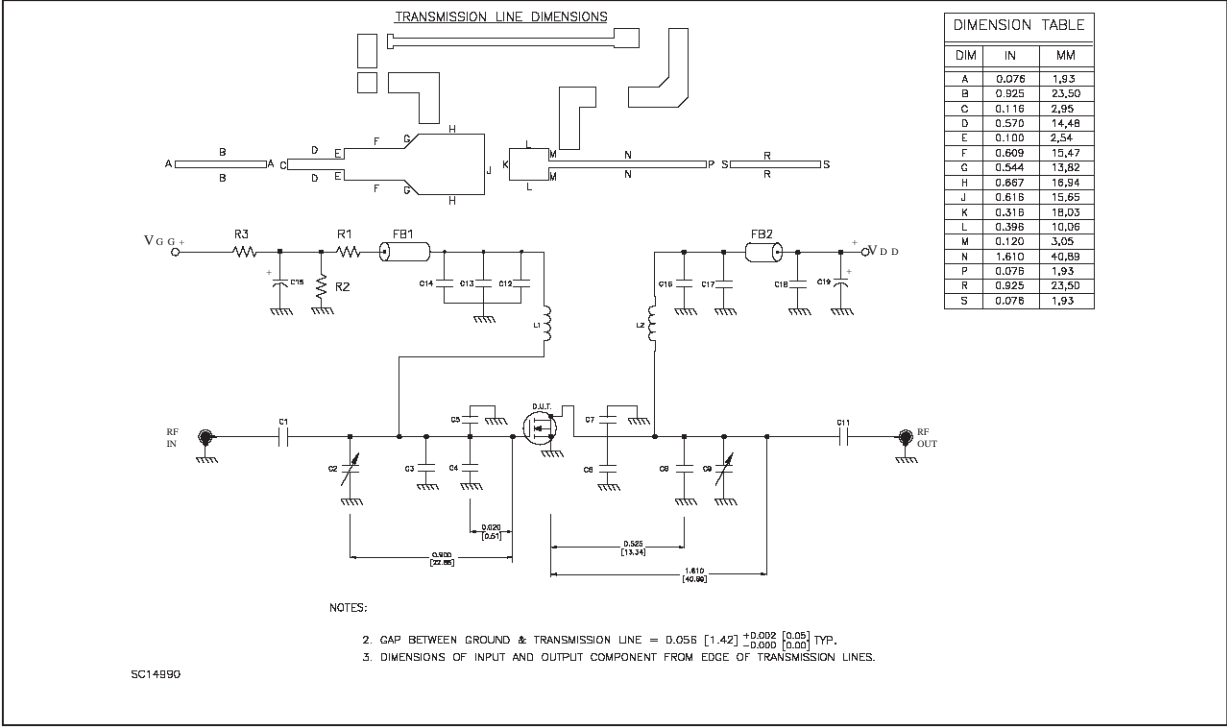 TRANSMISSION LINE DIMENSIONS
DIMENSION TABLE
DIM IN MM
A 0.076 1,93
B 0.925 23,50
C 0.116 2,95
D 0.570 14,48
E 0.100 2,54
F 0.609 15,47
G 0.544 13,82
H 0.667 16,94
J 0.616 15,65
K 0.316 18,03
L 0.396 10,06
M 0.120 3,05
N 1.610 40,89
P 0.076 1,93
R 0.925 23,50
S 0.076 1,93
A B B A
C D D E E F F G G H H J
K L L M M N N P
S R R S
VGG+ R3 R1 FB1
C15 R2 C14 C13 C12 L1
FB2 + VDD
L2 C16 C17 C18 C19 +
+
RF IN
C1 C2 C3 C4 C5
D.U.T.
C7 C6 C8 C9 C11
RF OUT
0.020
[0.51]
0.900
[22.86]
0.525
[13.34]
1.610
[40.89]
NOTES:
2. GAP BETWEEN GROUND & TRANSMISSION LINE = 0.056 [1.42] +0.002 [0.05] -0.000 [0.00] TYP.
3. DIMENSIONS OF INPUT AND OUTPUT COMPONENT FROM EDGE OF TRANSMISSION LINES.
SC14990